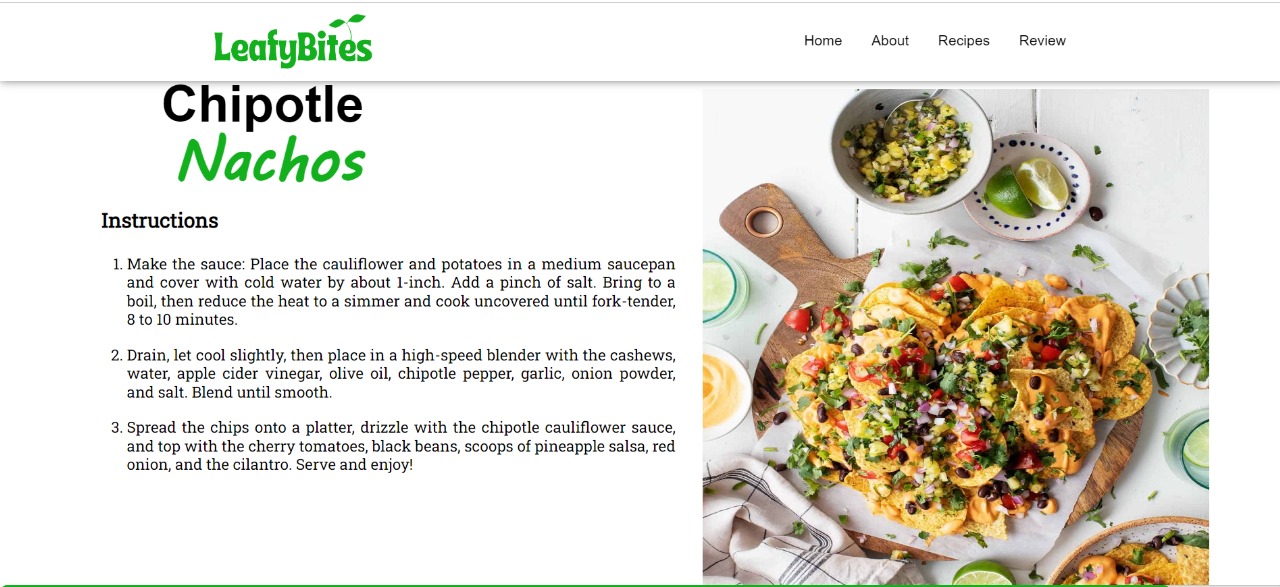 LeafyBites
Home About Recipes Review
Chipotle
Nachos
Instructions
1. Make the sauce: Place the cauliflower and potatoes in a medium saucepan
and cover with cold water by about 1-inch. Add a pinch of salt. Bring to a
boil, then reduce the heat to a simmer and cook uncovered until fork-tender,
8 to 10 minutes.
2. Drain, let cool slightly, then place in a high-speed blender with the cashews,
water, apple cider vinegar, olive oil, chipotle pepper, garlic, onion powder,
and salt. Blend until smooth.
3. Spread the chips onto a platter, drizzle with the chipotle cauliflower sauce,
and top with the cherry tomatoes, black beans, scoops of pineapple salsa, red
onion, and the cilantro. Serve and enjoy!